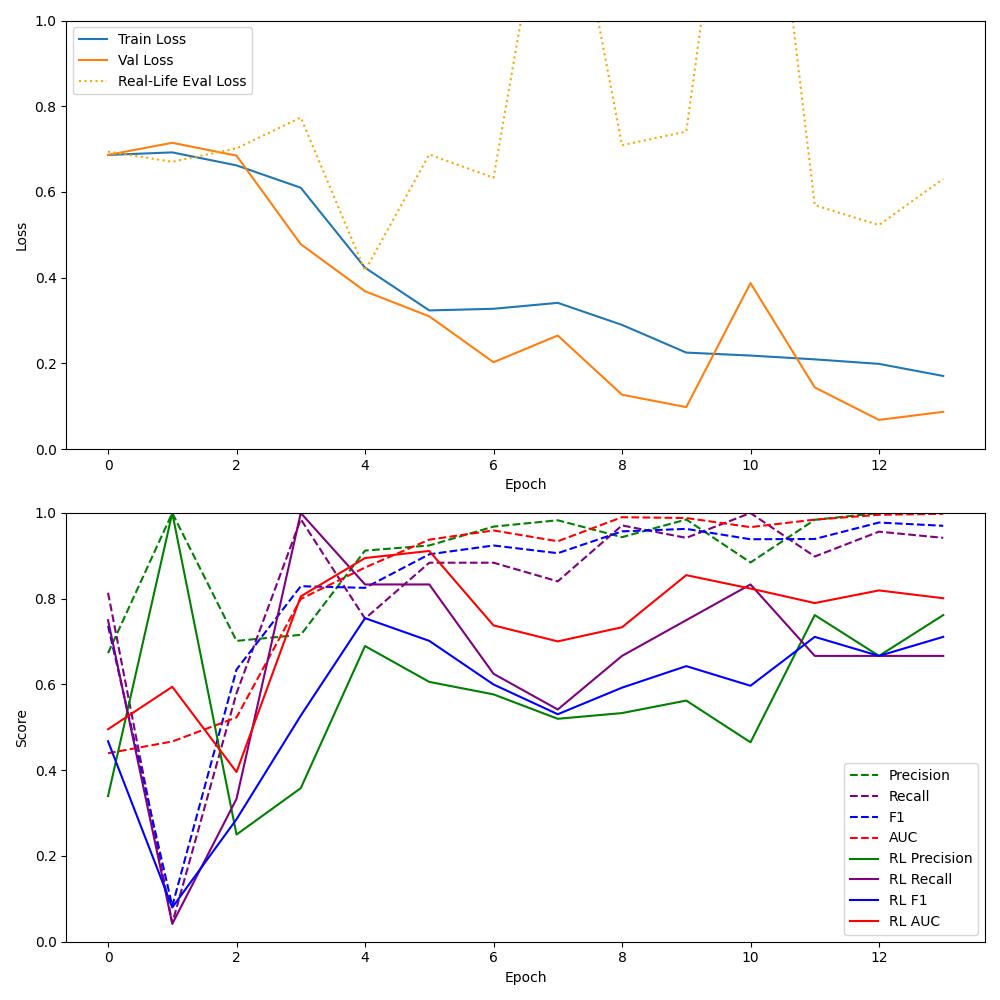 1.0
0.8
0.6
0.4
0.2
0.0
Loss
Train Loss
Val Loss
Real-Life Eval Loss
0 2 4 6 8 10 12
Epoch
1.0
0.8
0.6
0.4
0.2
0.0
Score
Precision
Recall
F1
AUC
RL Precision
RL Recall
RL F1
RL AUC
0 2 4 6 8 10 12
Epoch